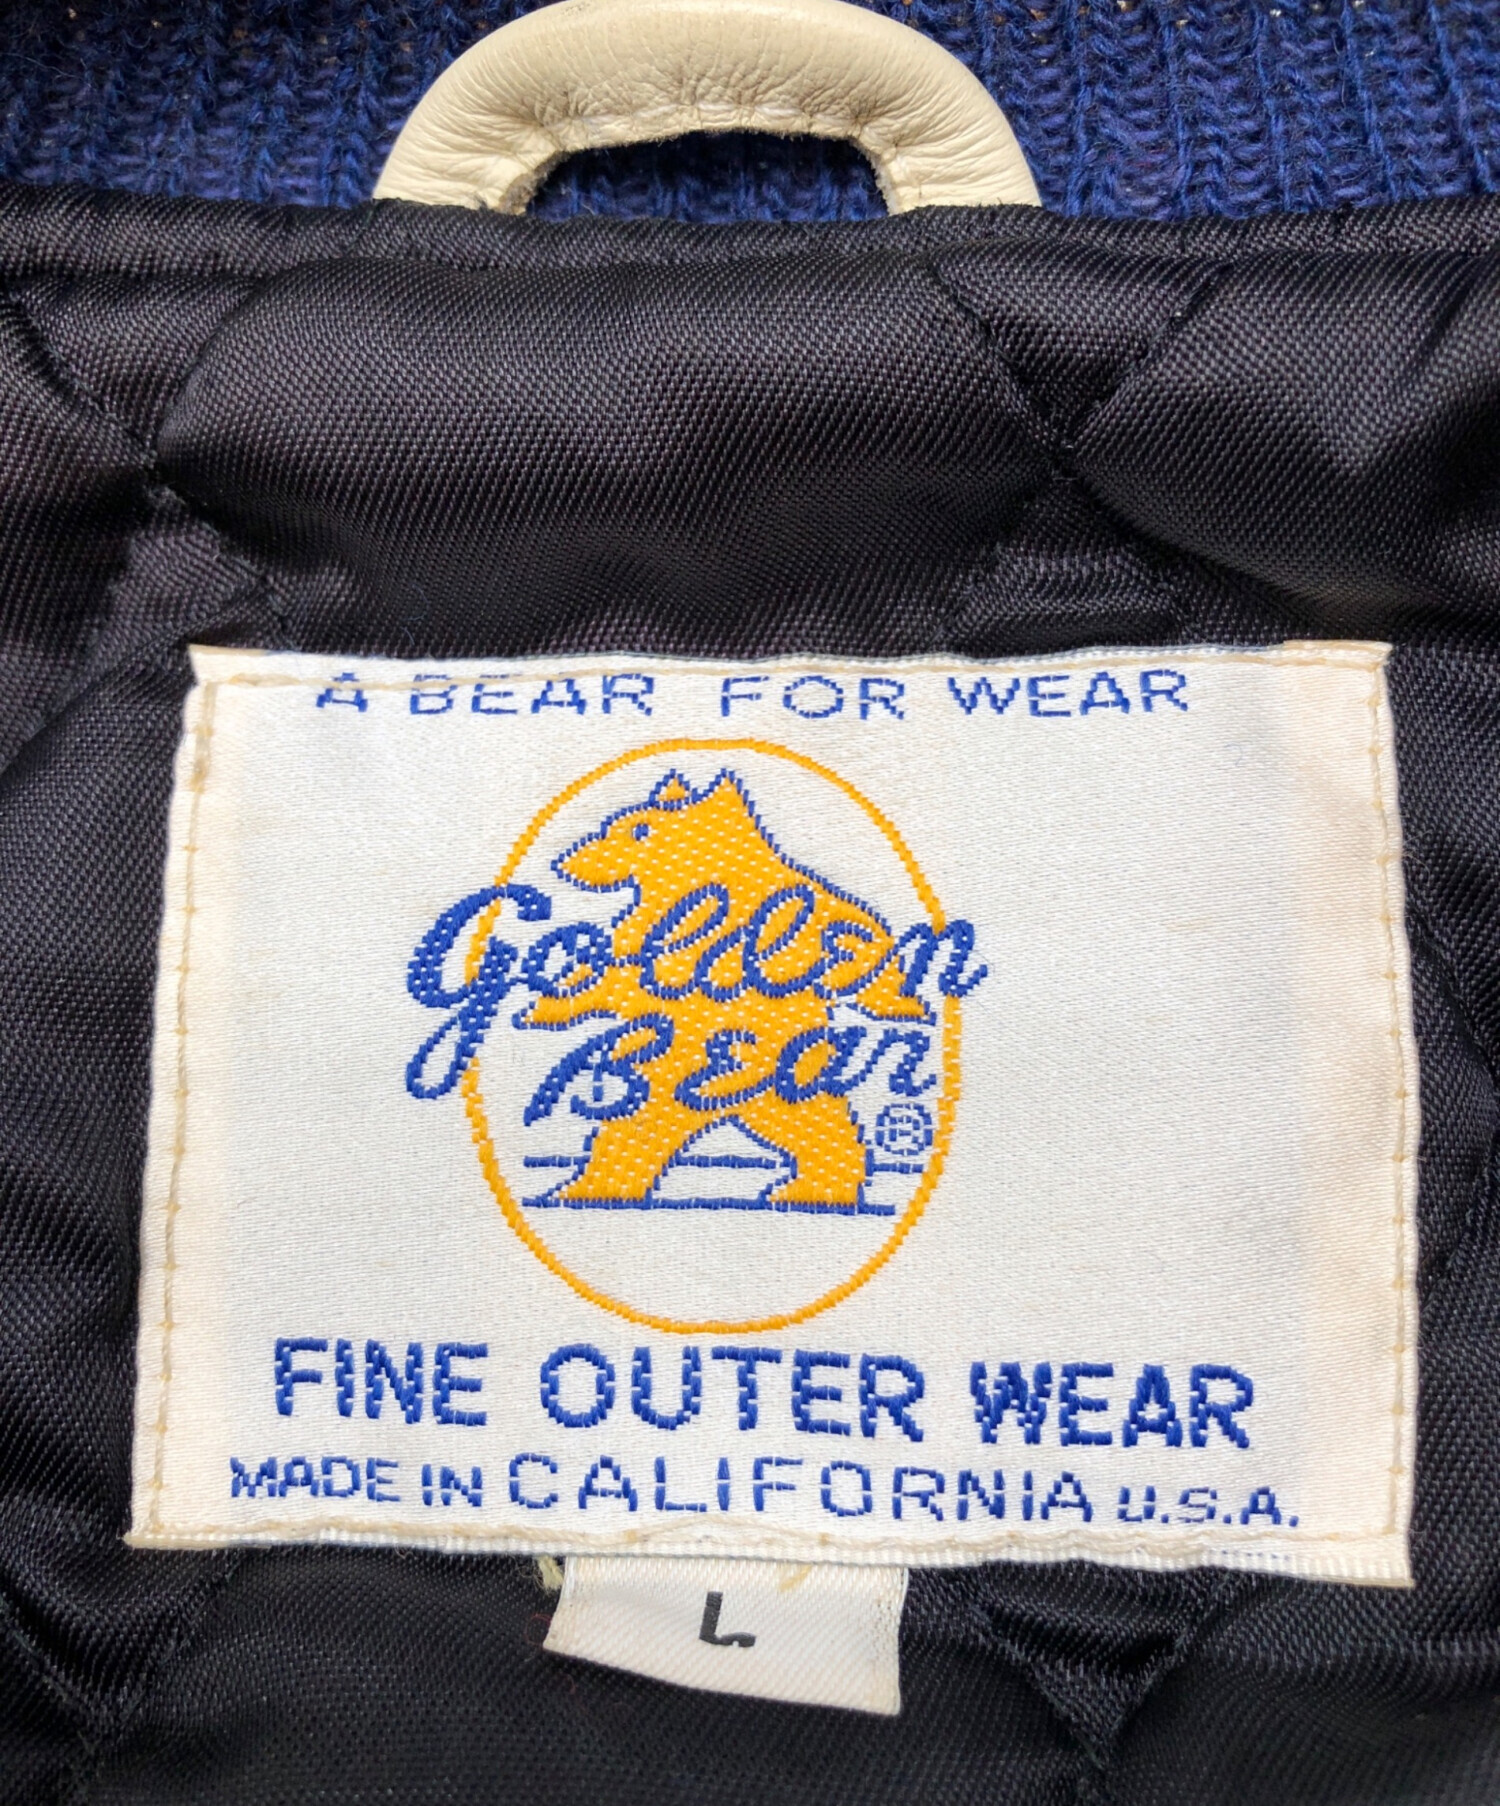 A BEAR FOR WEAR
Golden
Bear
®
FINE OUTER WEAR
MADE IN CALIFORNIA U.S.A.
L